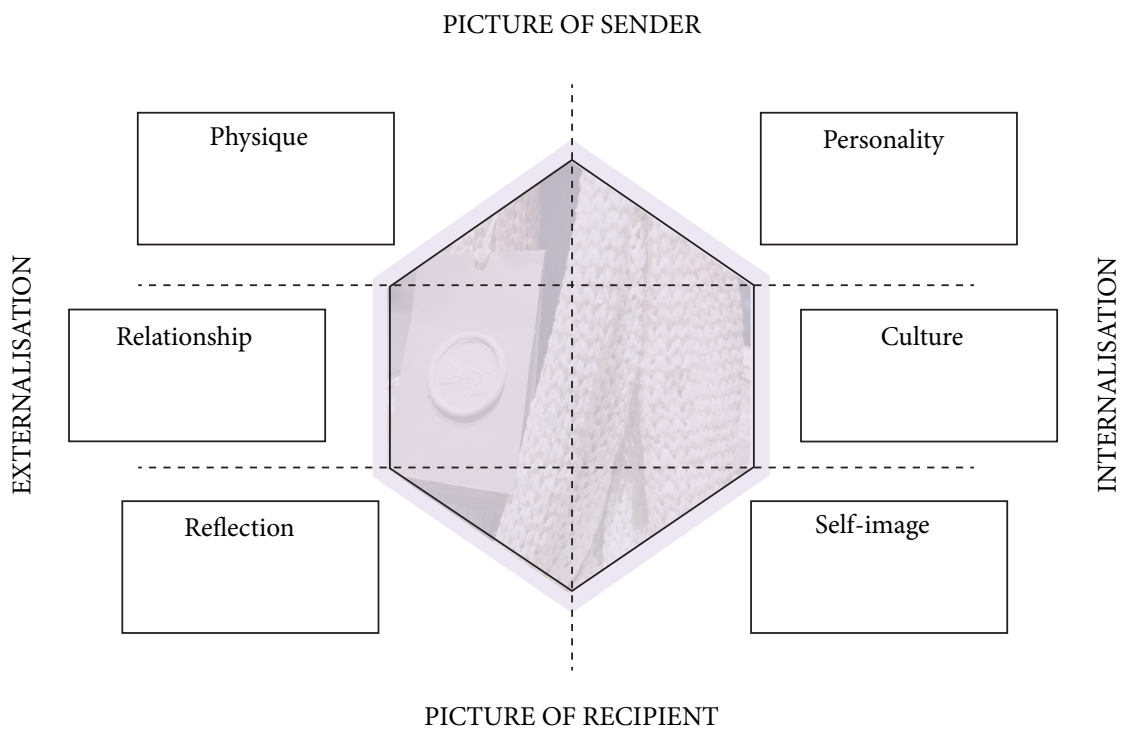 PICTURE OF SENDER
Physique
Personality
EXTERNALISATION
INTERNALISATION
Relationship
Culture
Reflection
Self-image
PICTURE OF RECIPIENT